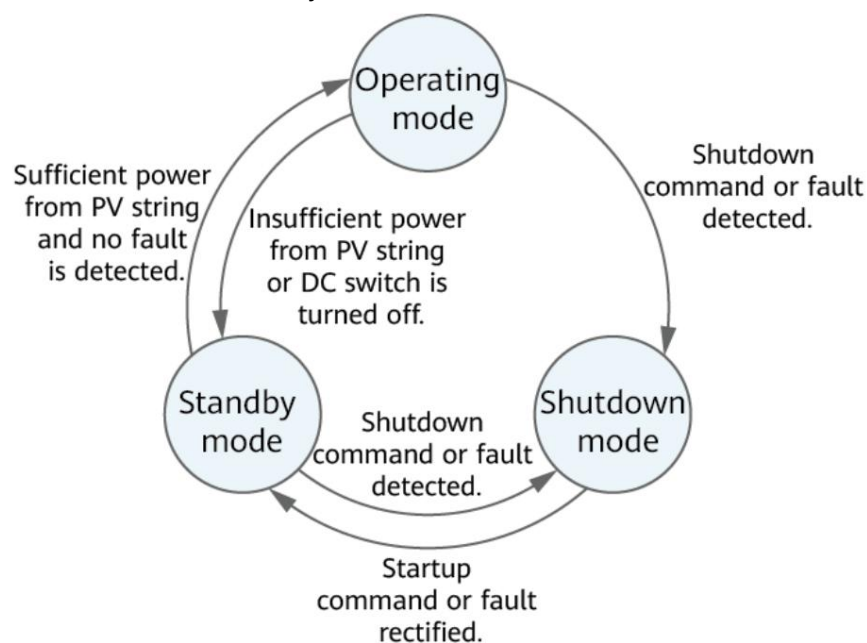 Operating
mode
Shutdown
command or fault
detected.
Sufficient power
from PV string
and no fault
is detected.
Insufficient power
from PV string
or DC switch is
turned off.
Standby
mode
Shutdown
command or fault
detected.
Shutdown
mode
Startup
command or fault
rectified.